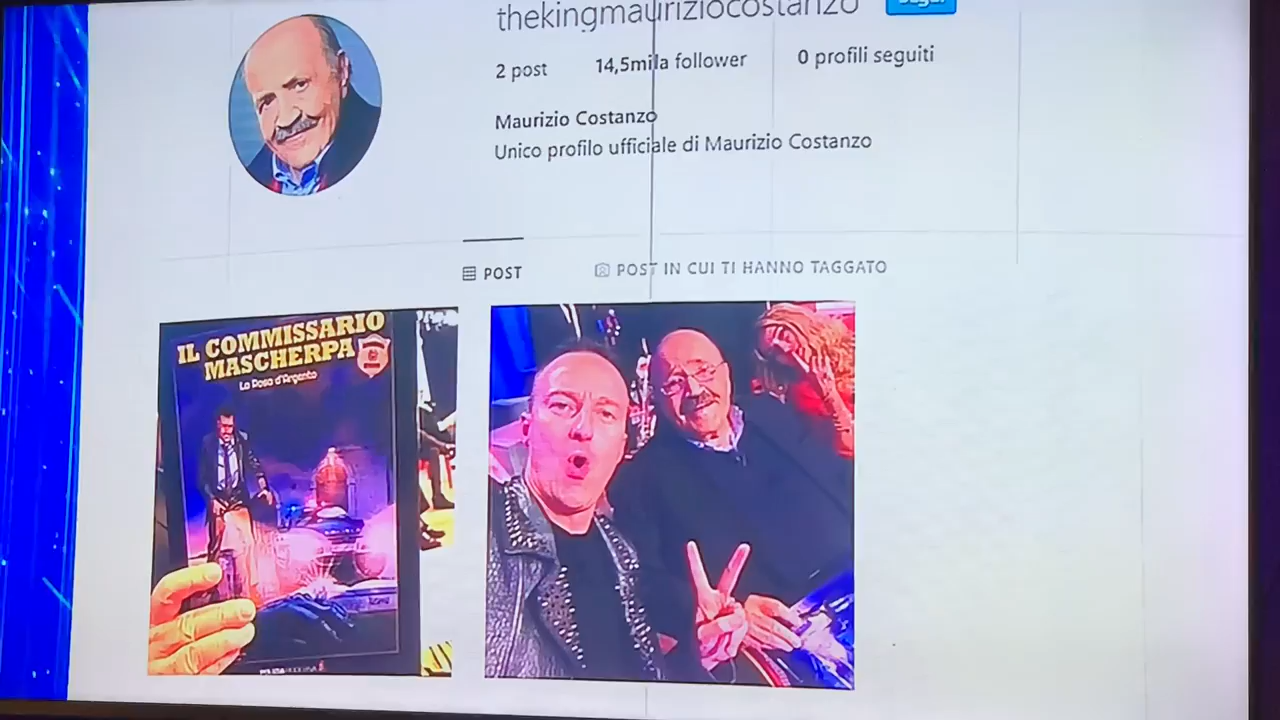 thekingmauriziocostanzo
Segui
2 post 14,5mila follower 0 profili seguiti
Maurizio Costanzo
Unico profilo ufficiale di Maurizio Costanzo
POST POST IN CUI TI HANNO TAGGATO
IL COMMISSARIO
MASCHERPA
La Rosa d'Argento